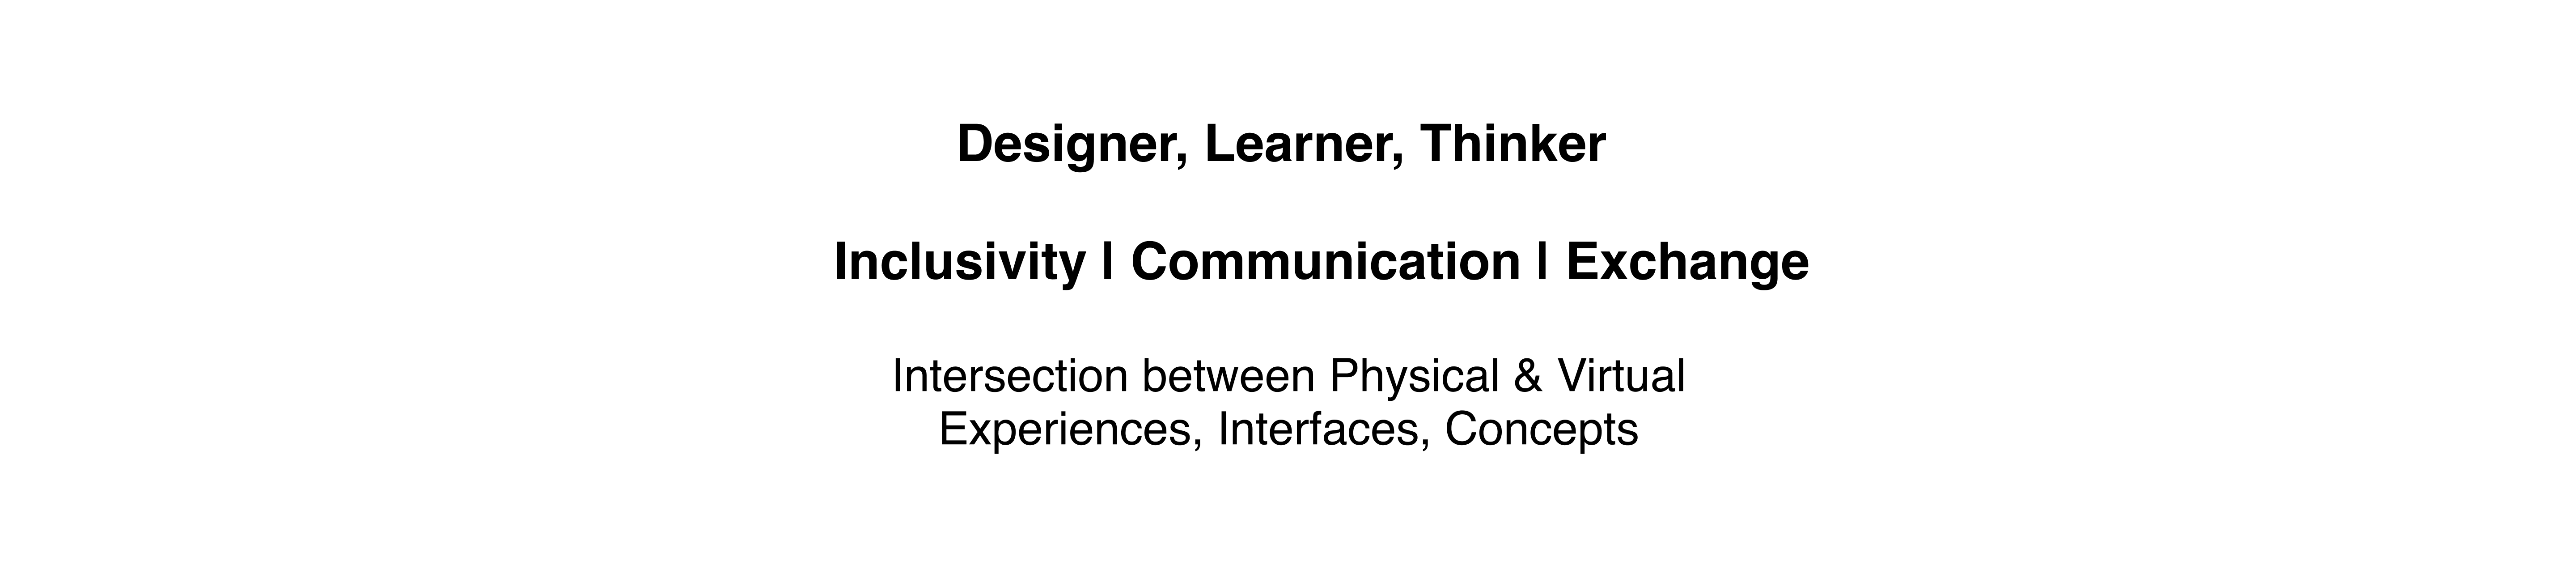 Designer, Learner, Thinker
Inclusivity | Communication | Exchange
Intersection between Physical & Virtual
Experiences, Interfaces, Concepts